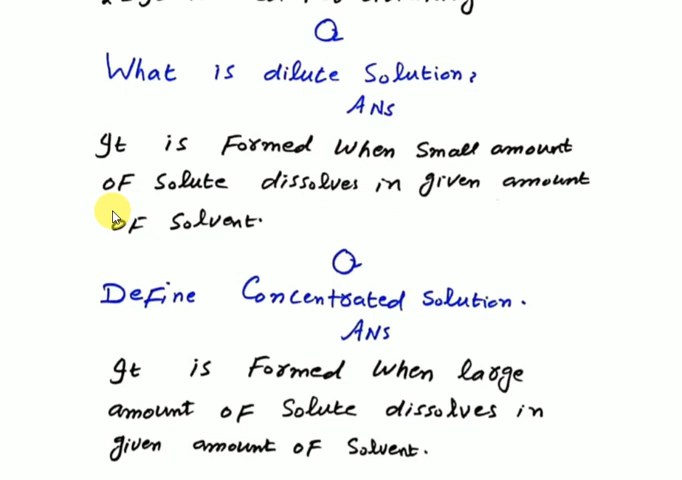 Q
What is dilute Solution?
ANS
It is Formed when small amount
OF Solute dissolves in given amount
OF Solvent.
Q
Define Concentrated Solution.
ANS
It is Formed when large
amount OF Solute dissolves in
given amount OF Solvent.